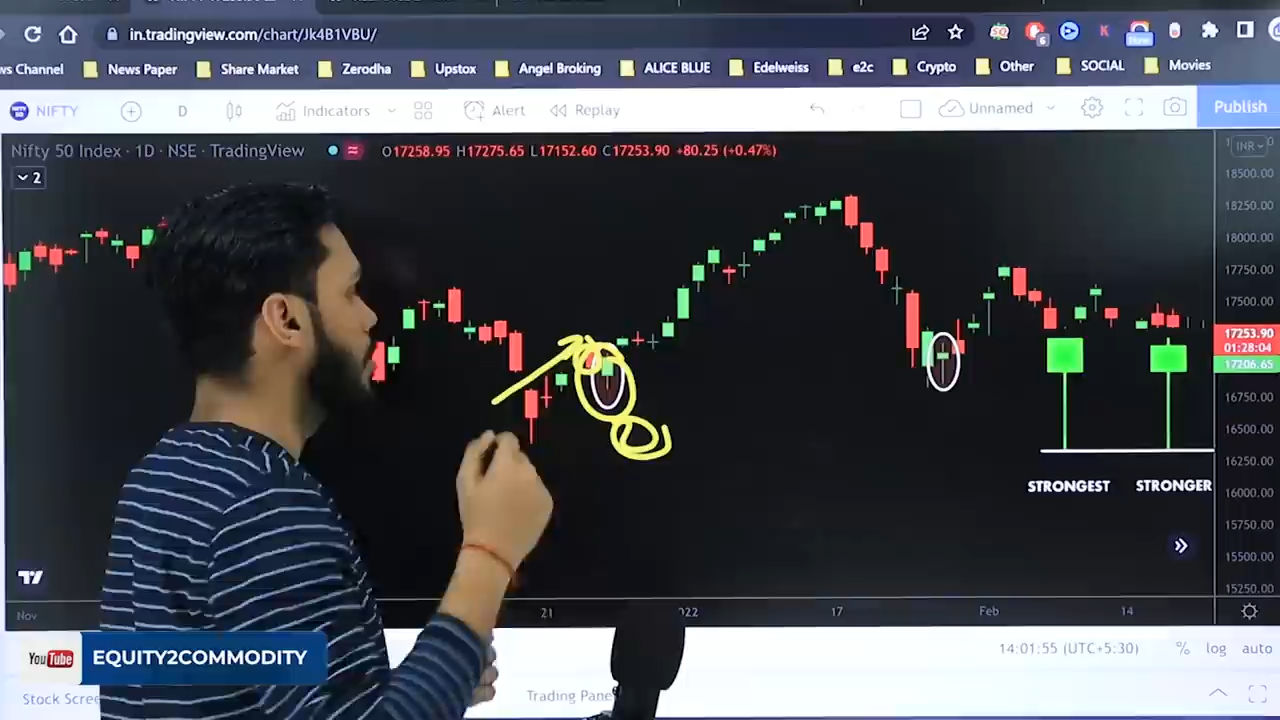 in.tradingview.com/chart/Jk4B1VBU/
6
New
ws Channel News Paper Share Market Zerodha Upstox Angel Broking ALICE BLUE Edelweiss e2c Crypto Other SOCIAL Movies
NIFTY D Indicators Alert Replay Unnamed Publish
Nifty 50 Index · 1D · NSE · TradingView O17258.95 H17275.65 L17152.60 C17253.90 +80.25 (+0.47%)
INR
2
18500.00
18250.00
18000.00
17750.00
17500.00
17253.90
01:28:04
17206.65
16750.00
16500.00
16250.00
STRONGEST STRONGER
16000.00
15750.00
15500.00
15250.00
Nov 21 022 17 Feb 14
14:01:55 (UTC+5:30) % log auto
YouTube EQUITY2COMMODITY
Stock Scree Trading Pane